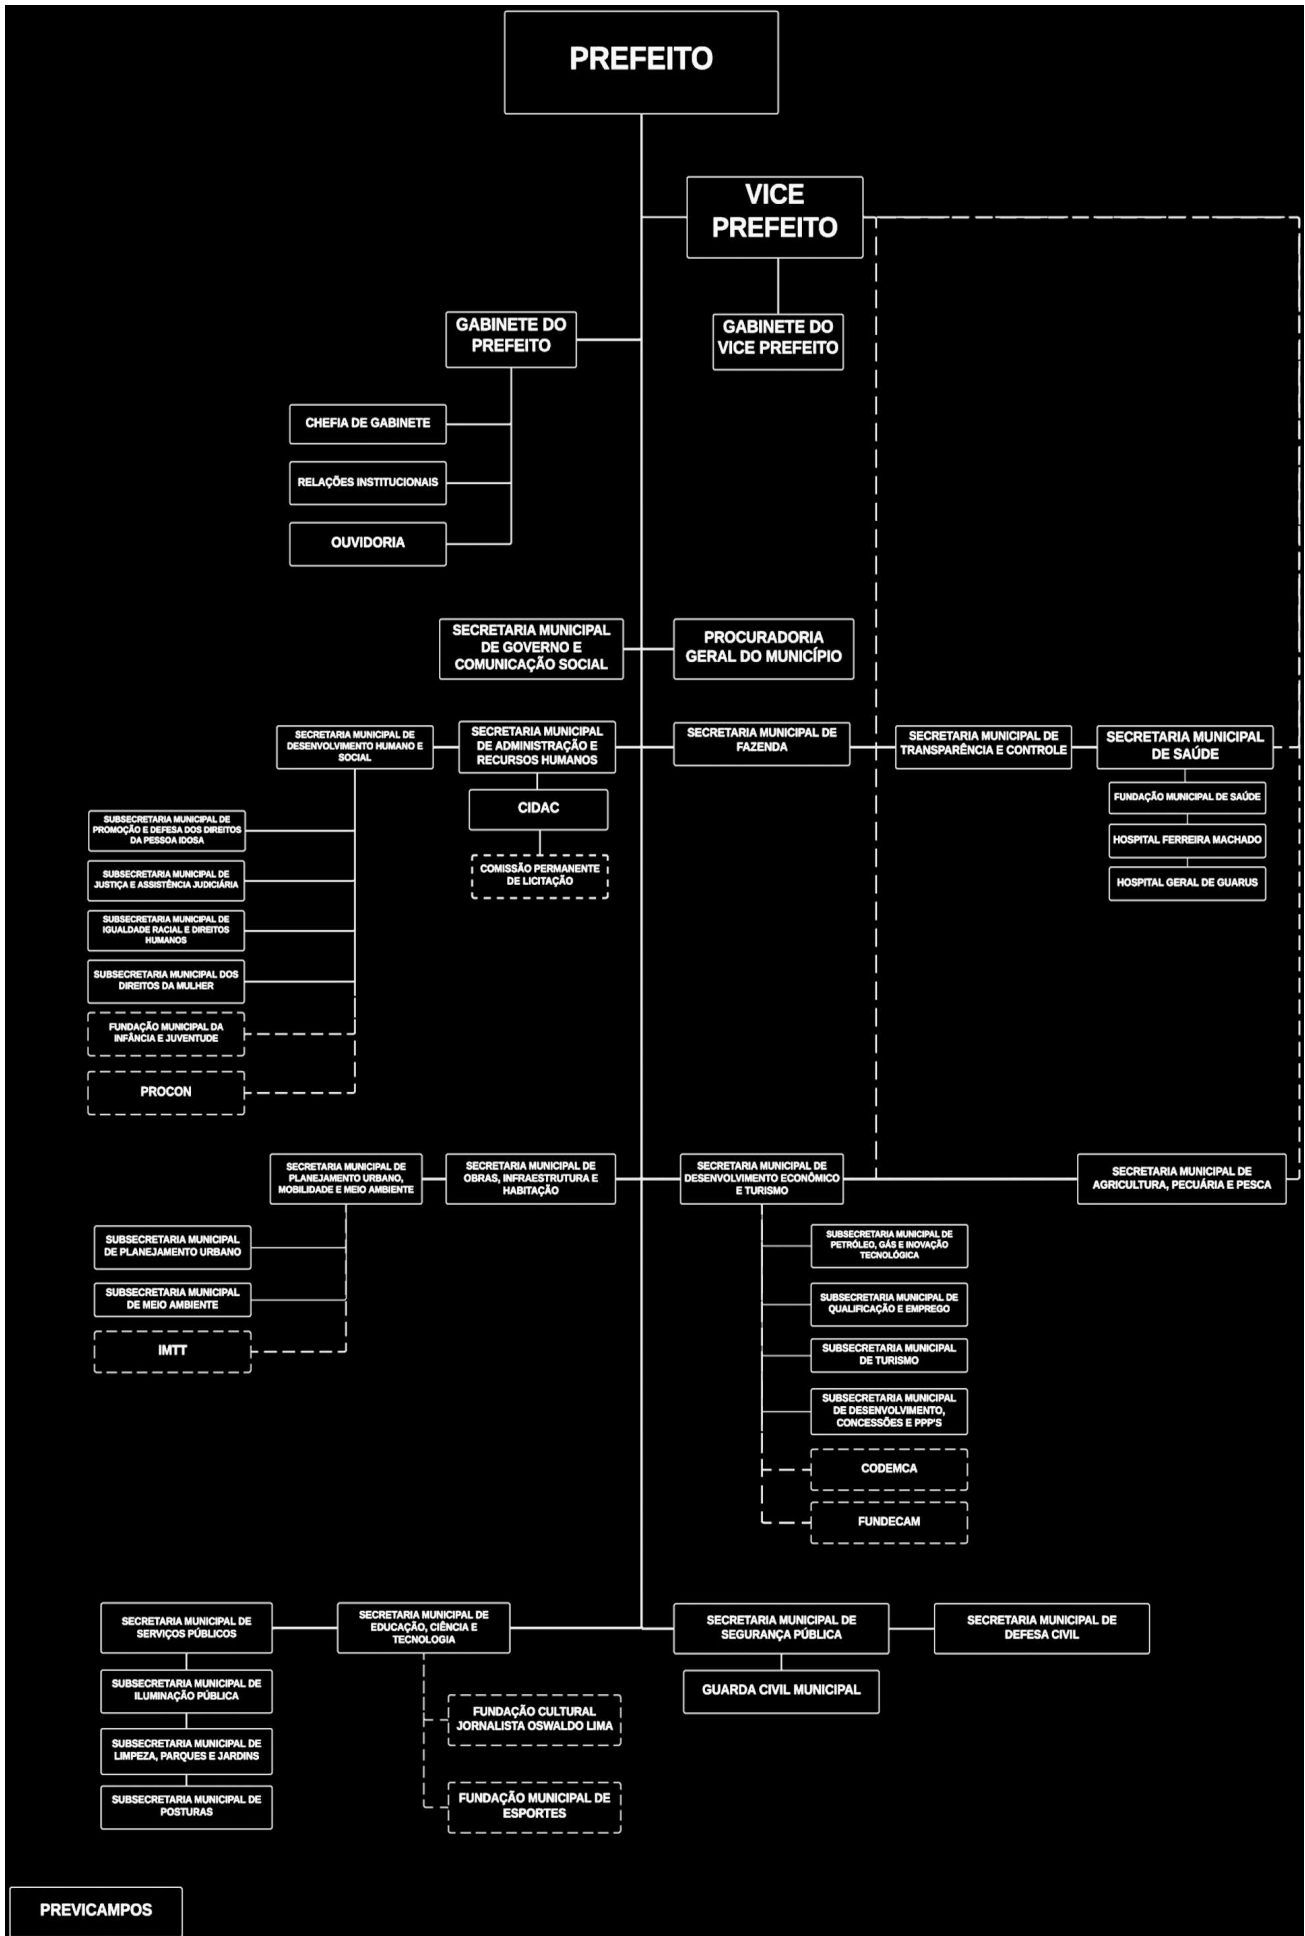 PREFEITO
VICE
PREFEITO
GABINETE DO
PREFEITO
GABINETE DO
VICE PREFEITO
CHEFIA DE GABINETE
RELAÇÕES INSTITUCIONAIS
OUVIDORIA
SECRETARIA MUNICIPAL
DE GOVERNO E
COMUNICAÇÃO SOCIAL
PROCURADORIA
GERAL DO MUNICÍPIO
SECRETARIA MUNICIPAL DE
DESENVOLVIMENTO HUMANO E
SOCIAL
SECRETARIA MUNICIPAL
DE ADMINISTRAÇÃO E
RECURSOS HUMANOS
SECRETARIA MUNICIPAL DE
FAZENDA
SECRETARIA MUNICIPAL DE
TRANSPARÊNCIA E CONTROLE
SECRETARIA MUNICIPAL
DE SAÚDE
CIDAC
COMISSÃO PERMANENTE
DE LICITAÇÃO
FUNDAÇÃO MUNICIPAL DE SAÚDE
HOSPITAL FERREIRA MACHADO
HOSPITAL GERAL DE GUARUS
SUBSECRETARIA MUNICIPAL DE
PROMOÇÃO E DEFESA DOS DIREITOS
DA PESSOA IDOSA
SUBSECRETARIA MUNICIPAL DE
JUSTIÇA E ASSISTÊNCIA JUDICIÁRIA
SUBSECRETARIA MUNICIPAL DE
IGUALDADE RACIAL E DIREITOS
HUMANOS
SUBSECRETARIA MUNICIPAL DOS
DIREITOS DA MULHER
FUNDAÇÃO MUNICIPAL DA
INFÂNCIA E JUVENTUDE
PROCON
SECRETARIA MUNICIPAL DE
PLANEJAMENTO URBANO,
MOBILIDADE E MEIO AMBIENTE
SECRETARIA MUNICIPAL DE
OBRAS, INFRAESTRUTURA E
HABITAÇÃO
SECRETARIA MUNICIPAL DE
DESENVOLVIMENTO ECONÔMICO
E TURISMO
SECRETARIA MUNICIPAL DE
AGRICULTURA, PECUÁRIA E PESCA
SUBSECRETARIA MUNICIPAL
DE PLANEJAMENTO URBANO
SUBSECRETARIA MUNICIPAL
DE MEIO AMBIENTE
IMTT
SUBSECRETARIA MUNICIPAL DE
PETRÓLEO, GÁS E INOVAÇÃO
TECNOLÓGICA
SUBSECRETARIA MUNICIPAL DE
QUALIFICAÇÃO E EMPREGO
SUBSECRETARIA MUNICIPAL
DE TURISMO
SUBSECRETARIA MUNICIPAL
DE DESENVOLVIMENTO,
CONCESSÕES E PPP'S
CODEMCA
FUNDECAM
SECRETARIA MUNICIPAL DE
SERVIÇOS PÚBLICOS
SECRETARIA MUNICIPAL DE
EDUCAÇÃO, CIÊNCIA E
TECNOLOGIA
SECRETARIA MUNICIPAL DE
SEGURANÇA PÚBLICA
SECRETARIA MUNICIPAL DE
DEFESA CIVIL
SUBSECRETARIA MUNICIPAL DE
ILUMINAÇÃO PÚBLICA
SUBSECRETARIA MUNICIPAL DE
LIMPEZA, PARQUES E JARDINS
SUBSECRETARIA MUNICIPAL DE
POSTURAS
FUNDAÇÃO CULTURAL
JORNALISTA OSWALDO LIMA
FUNDAÇÃO MUNICIPAL DE
ESPORTES
GUARDA CIVIL MUNICIPAL
PREVICAMPOS